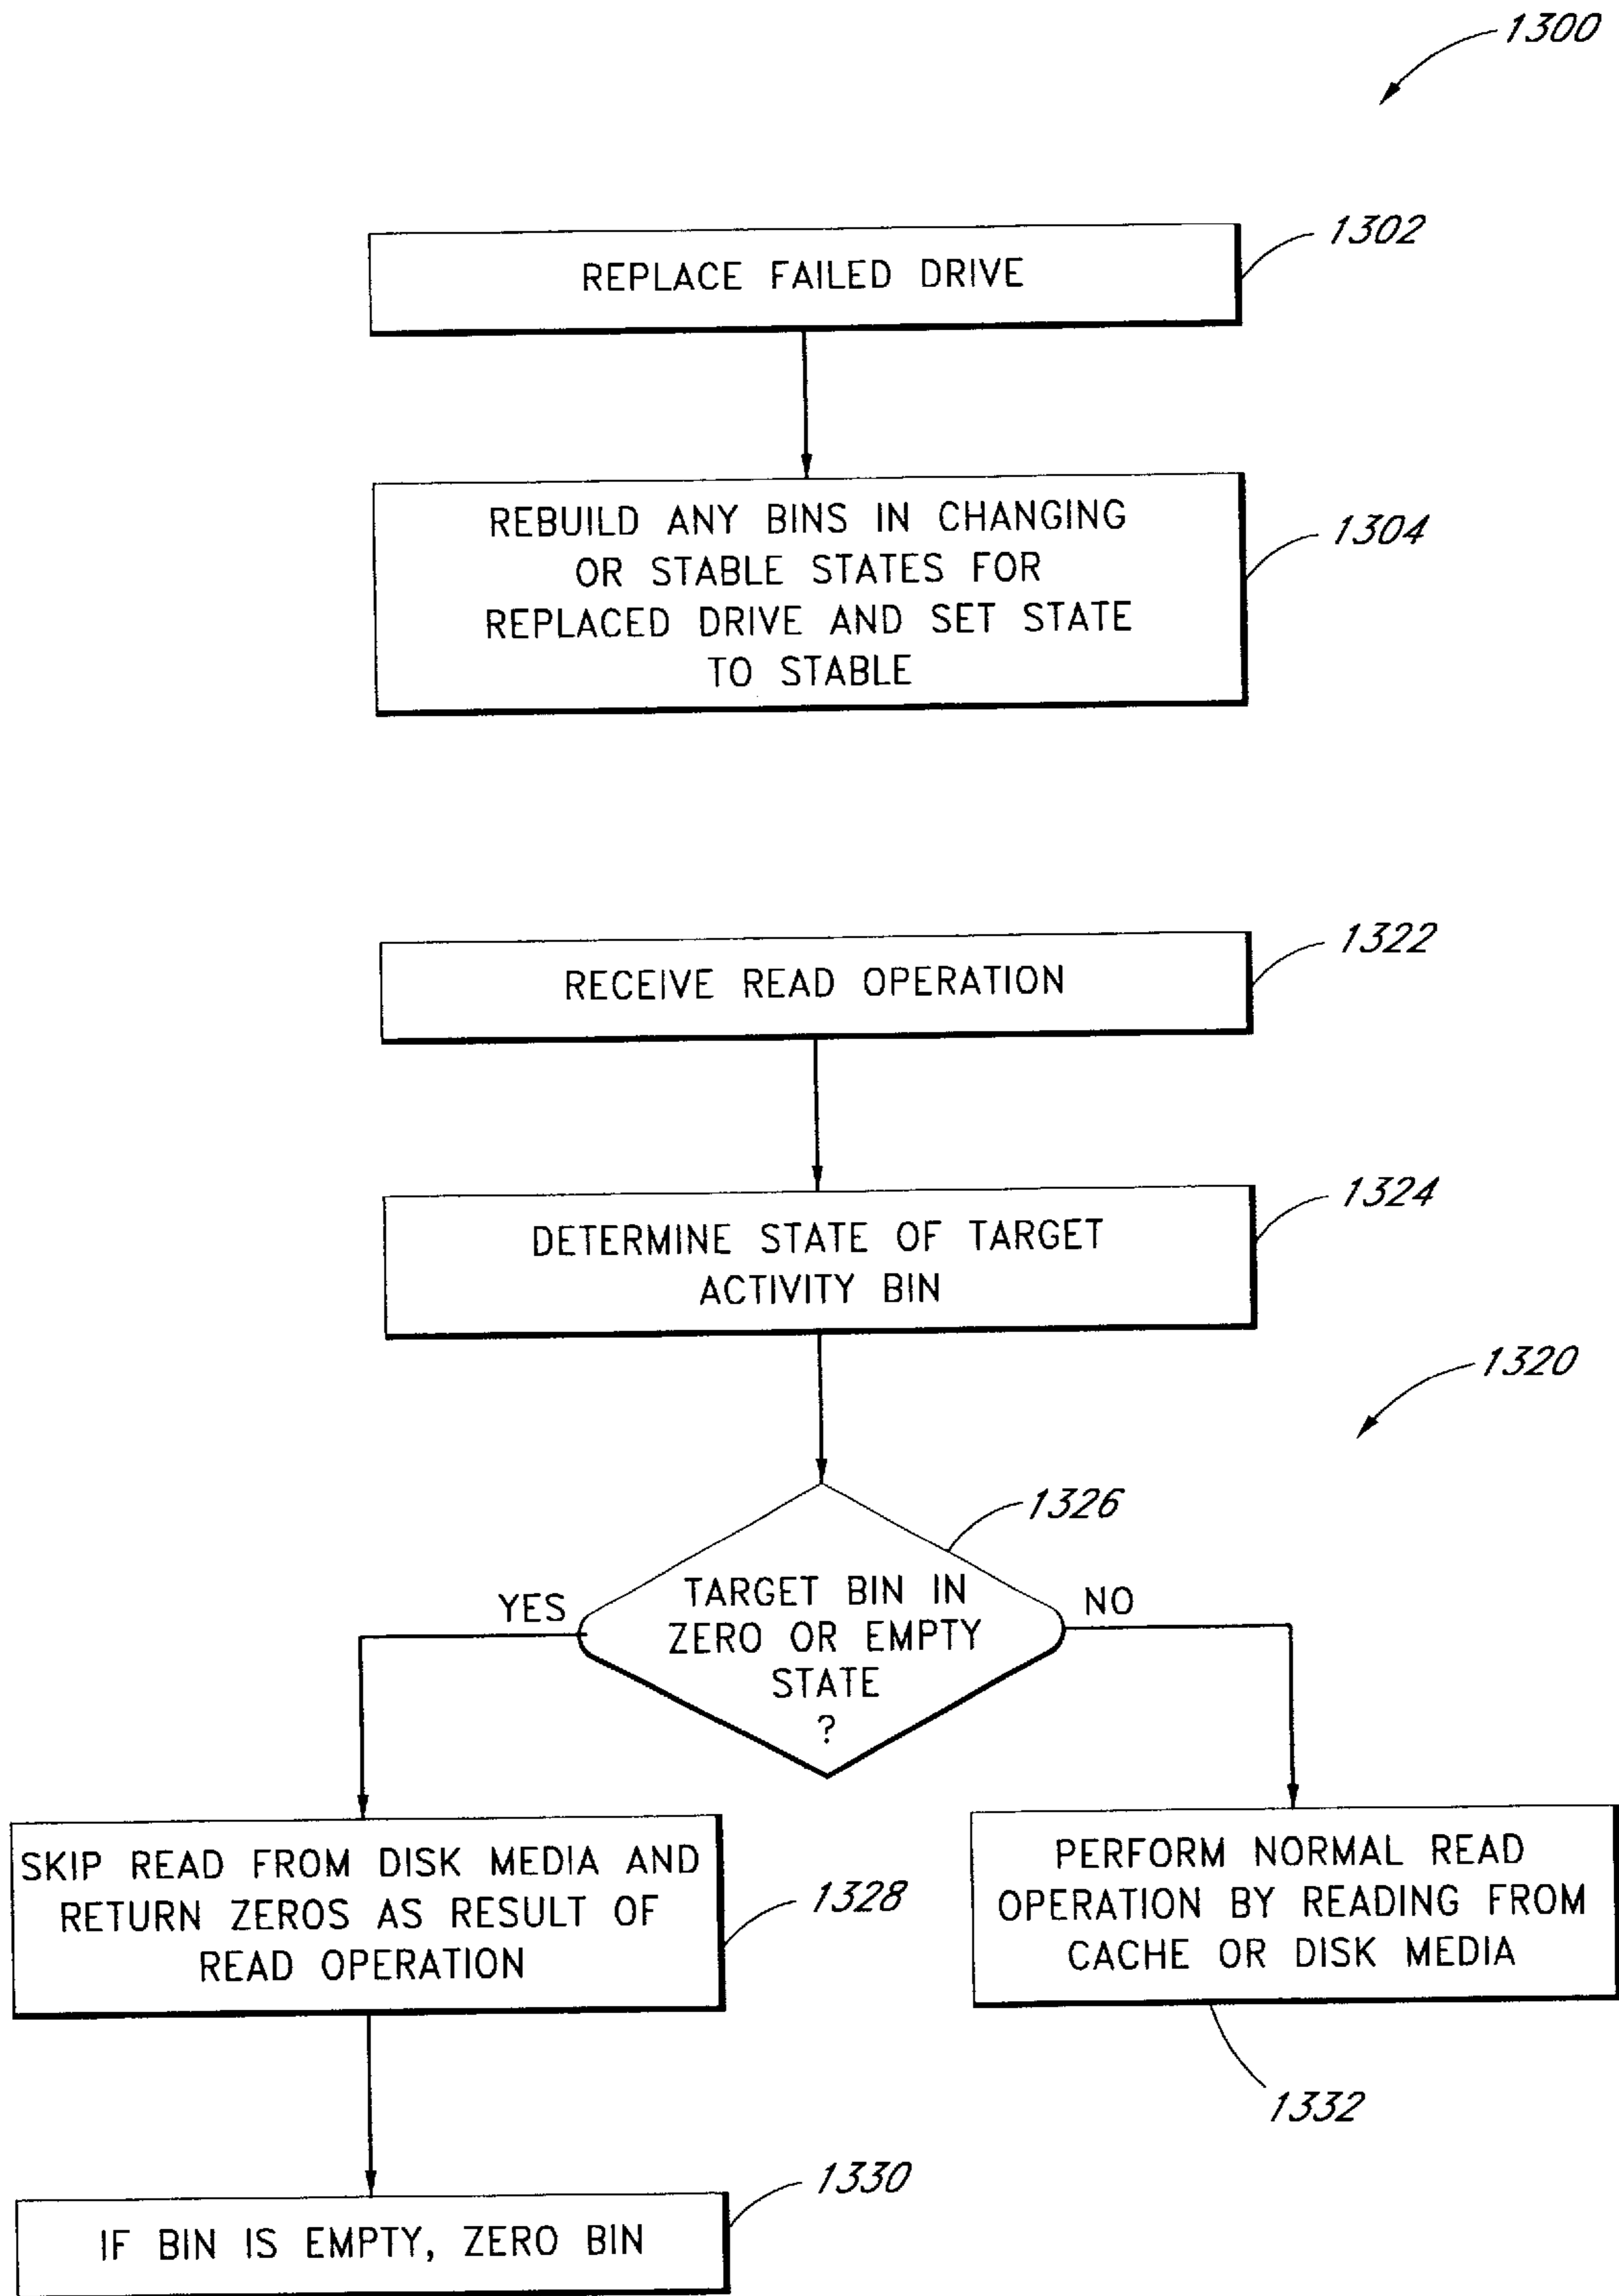 1300
REPLACE FAILED DRIVE
1302
REBUILD ANY BINS IN CHANGING
OR STABLE STATES FOR
REPLACED DRIVE AND SET STATE
TO STABLE
1304
RECEIVE READ OPERATION
1322
DETERMINE STATE OF TARGET
ACTIVITY BIN
1324
1320
1326
TARGET BIN IN
ZERO OR EMPTY
STATE
?
YES
NO
SKIP READ FROM DISK MEDIA AND
RETURN ZEROS AS RESULT OF
READ OPERATION
1328
PERFORM NORMAL READ
OPERATION BY READING FROM
CACHE OR DISK MEDIA
1332
IF BIN IS EMPTY, ZERO BIN
1330